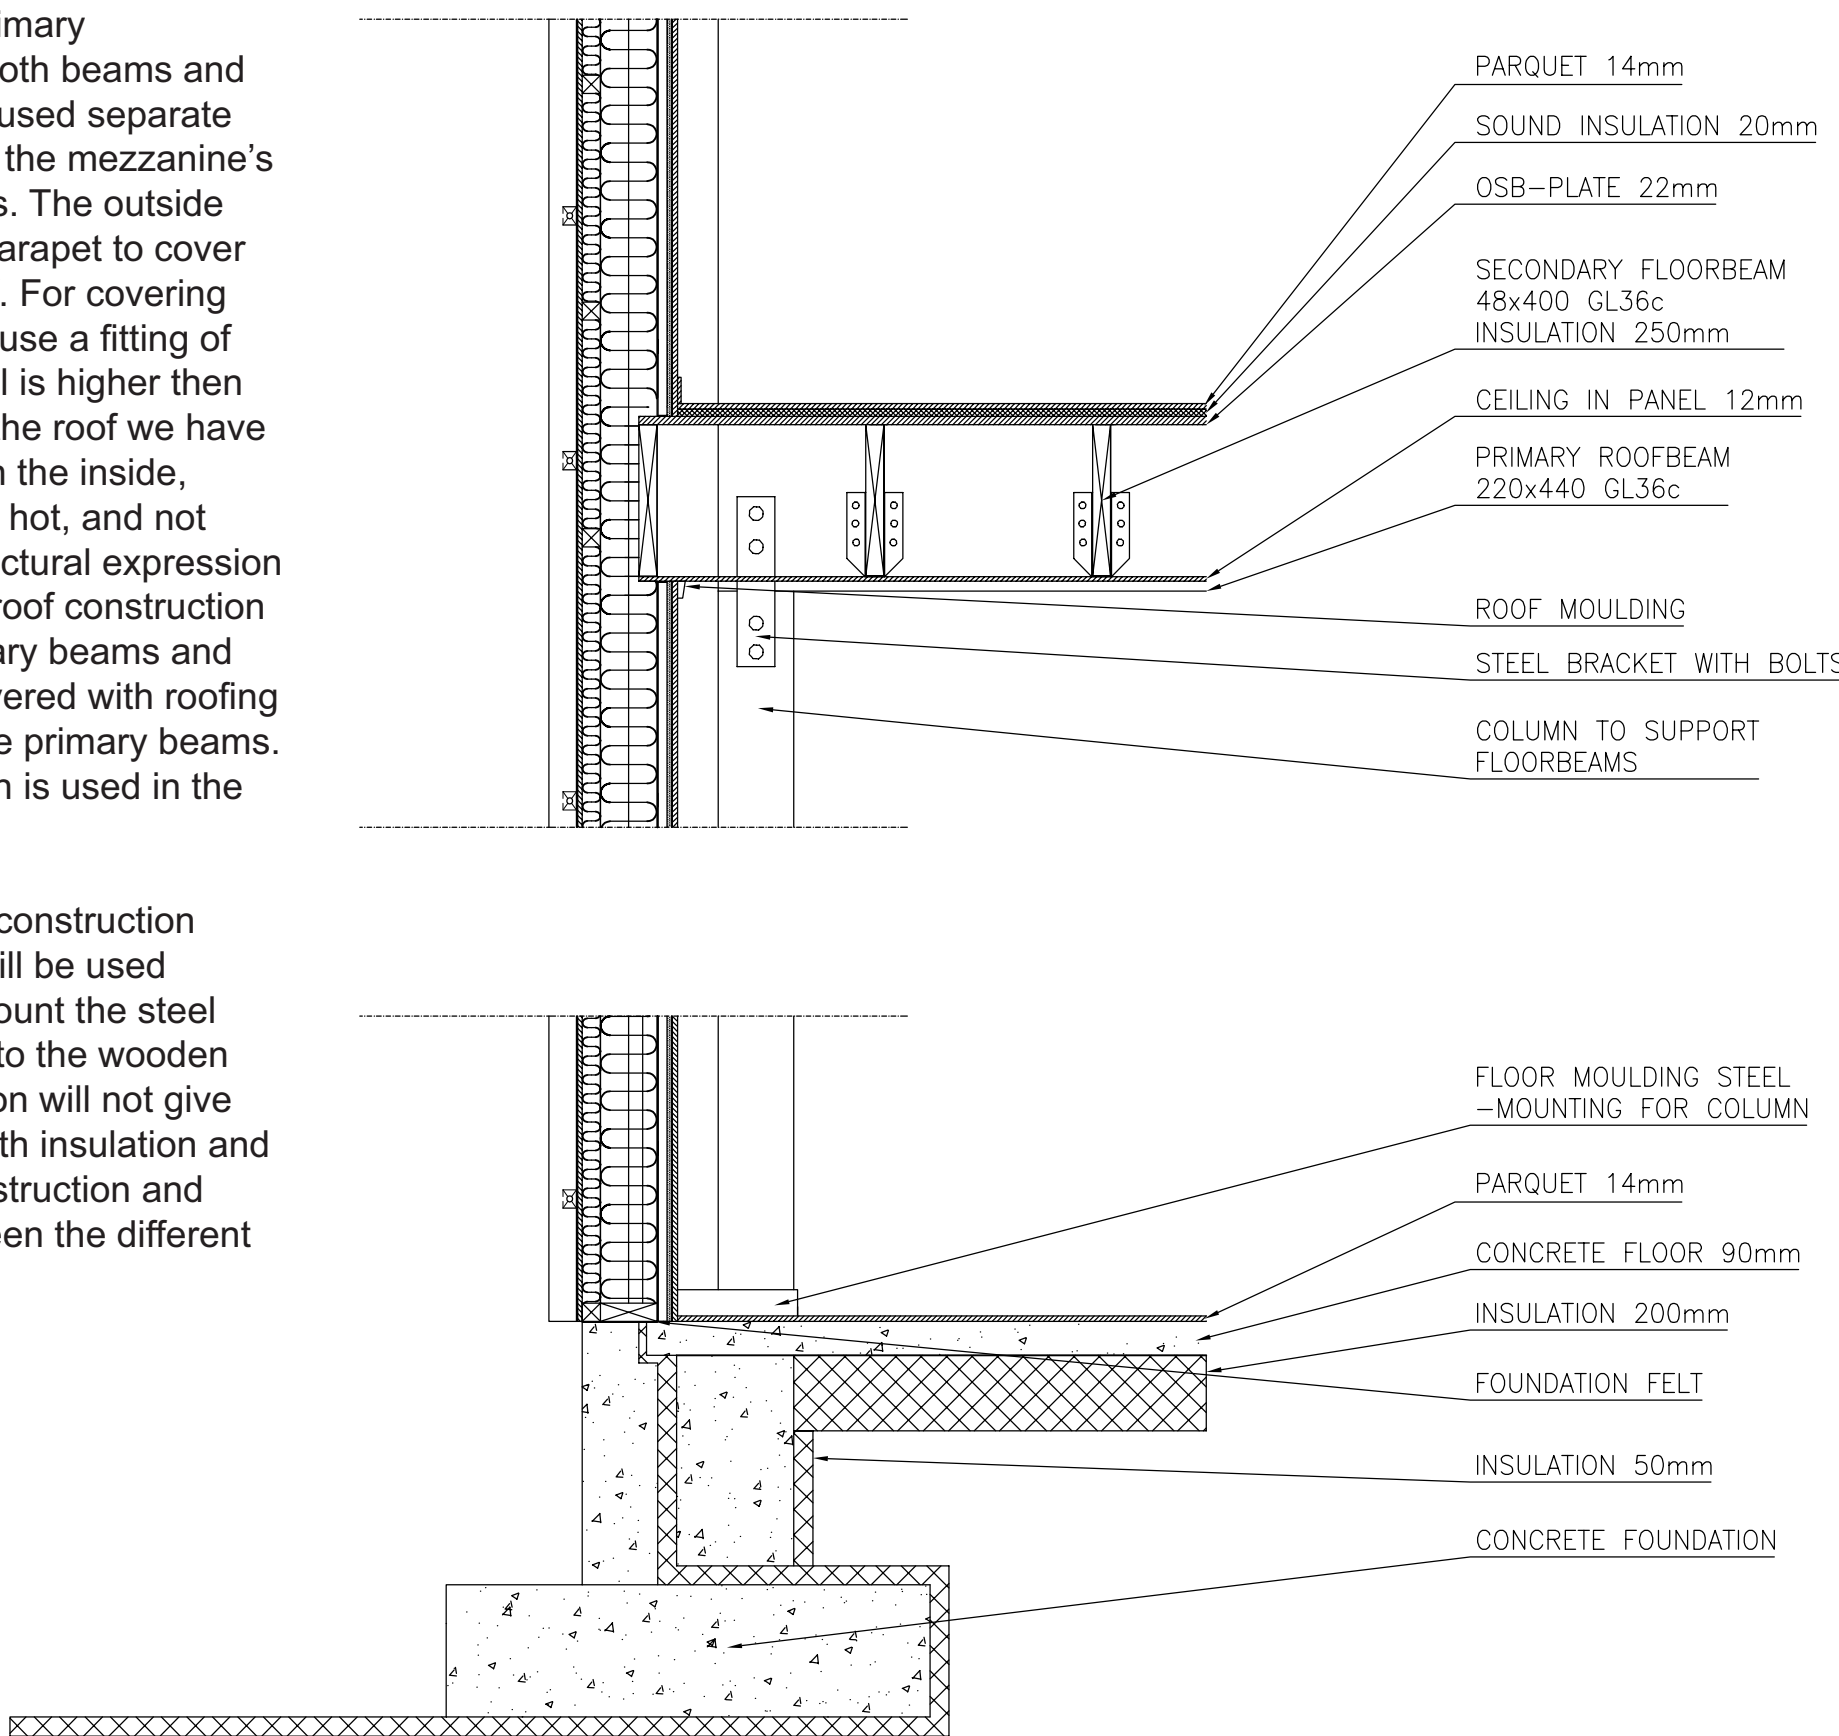 imary
oth beams and
used separate
the mezzanine’s
s. The outside
arapet to cover
. For covering
use a fitting of
l is higher then
the roof we have
n the inside,
hot, and not
ctural expression
roof construction
ary beams and
vered with roofing
e primary beams.
n is used in the
construction
ill be used
ount the steel
to the wooden
on will not give
th insulation and
struction and
een the different
PARQUET 14mm
SOUND INSULATION 20mm
OSB-PLATE 22mm
SECONDARY FLOORBEAM
48x400 GL36c
INSULATION 250mm
CEILING IN PANEL 12mm
PRIMARY ROOFBEAM
220x440 GL36c
ROOF MOULDING
STEEL BRACKET WITH BOLTS
COLUMN TO SUPPORT
FLOORBEAMS
FLOOR MOULDING STEEL
-MOUNTING FOR COLUMN
PARQUET 14mm
CONCRETE FLOOR 90mm
INSULATION 200mm
FOUNDATION FELT
INSULATION 50mm
CONCRETE FOUNDATION